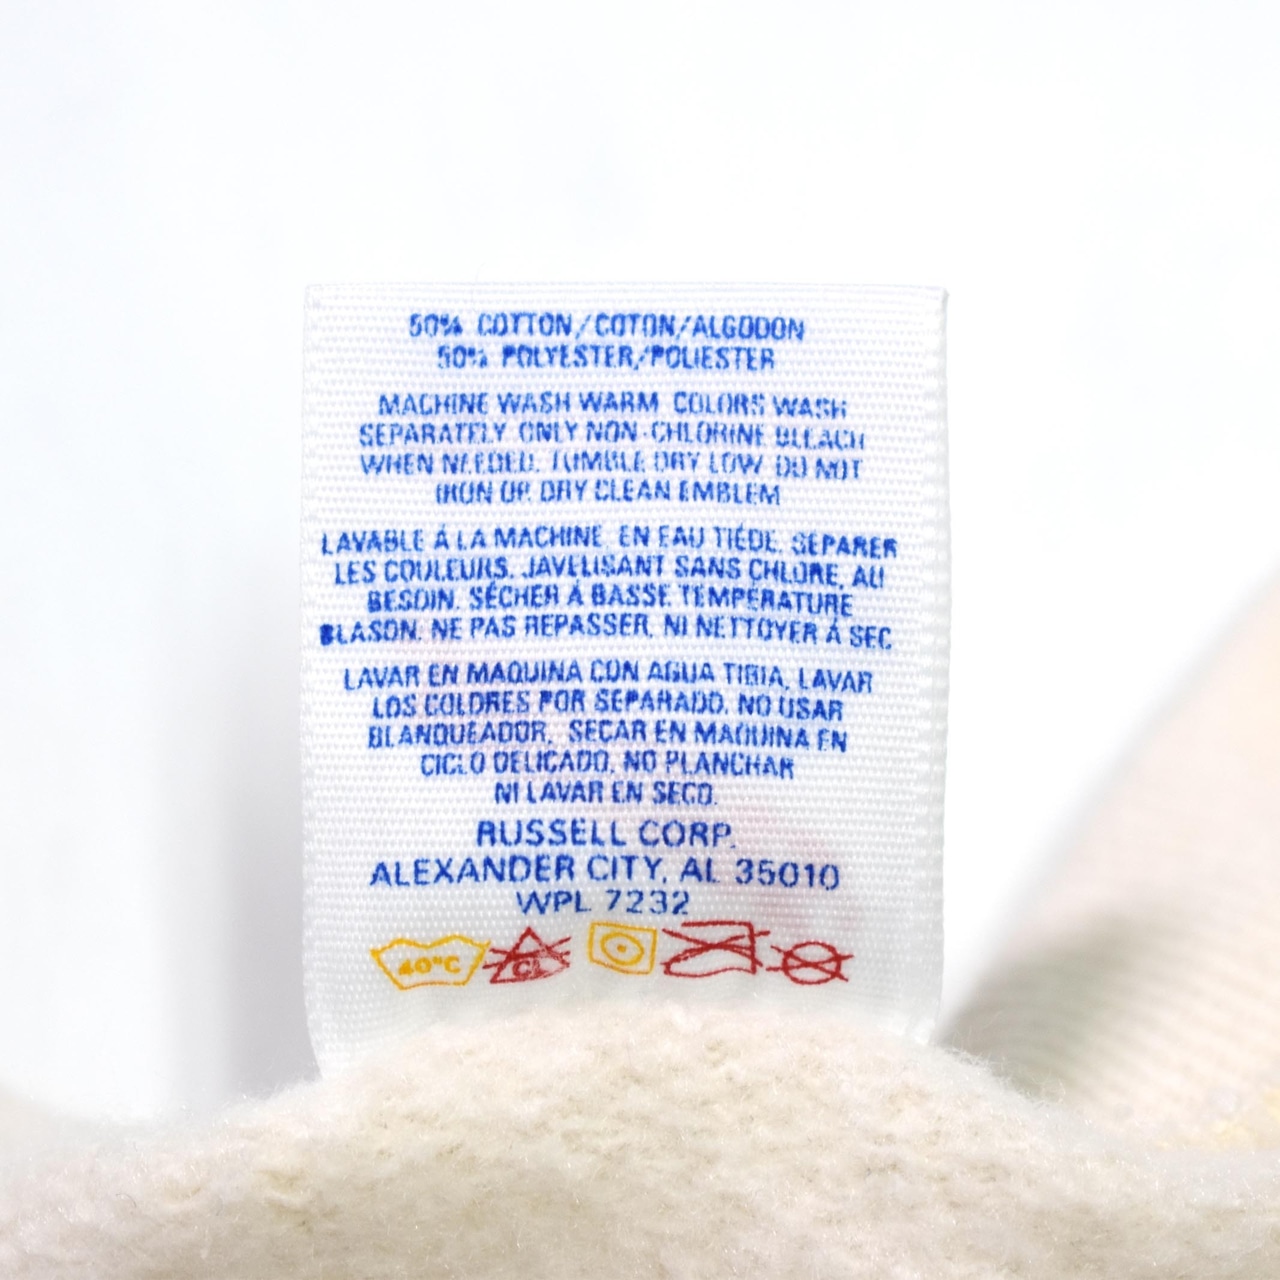 50% COTTON/COTON/ALGODON
50% POLYESTER/POLIESTER
MACHINE WASH WARM. COLORS WASH
SEPARATELY. ONLY NON-CHLORINE BLEACH
WHEN NEEDED. TUMBLE DRY LOW. DO NOT
IRON OR DRY CLEAN EMBLEM
LAVABLE Á LA MACHINE, EN EAU TIÉDE. SÉPARER
LES COULEURS. JAVELISANT SANS CHLORE, AU
BESOIN. SÉCHER Á BASSE TEMPÉRATURE
BLASON: NE PAS REPASSER, NI NETTOYER Á SEC
LAVAR EN MAQUINA CON AGUA TIBIA, LAVAR
LOS COLORES POR SEPARADO. NO USAR
BLANQUEADOR, SECAR EN MAQUINA EN
CICLO DELICADO, NO PLANCHAR
NI LAVAR EN SECO.
RUSSELL CORP.
ALEXANDER CITY, AL 35010
WPL 7232
40°C CL